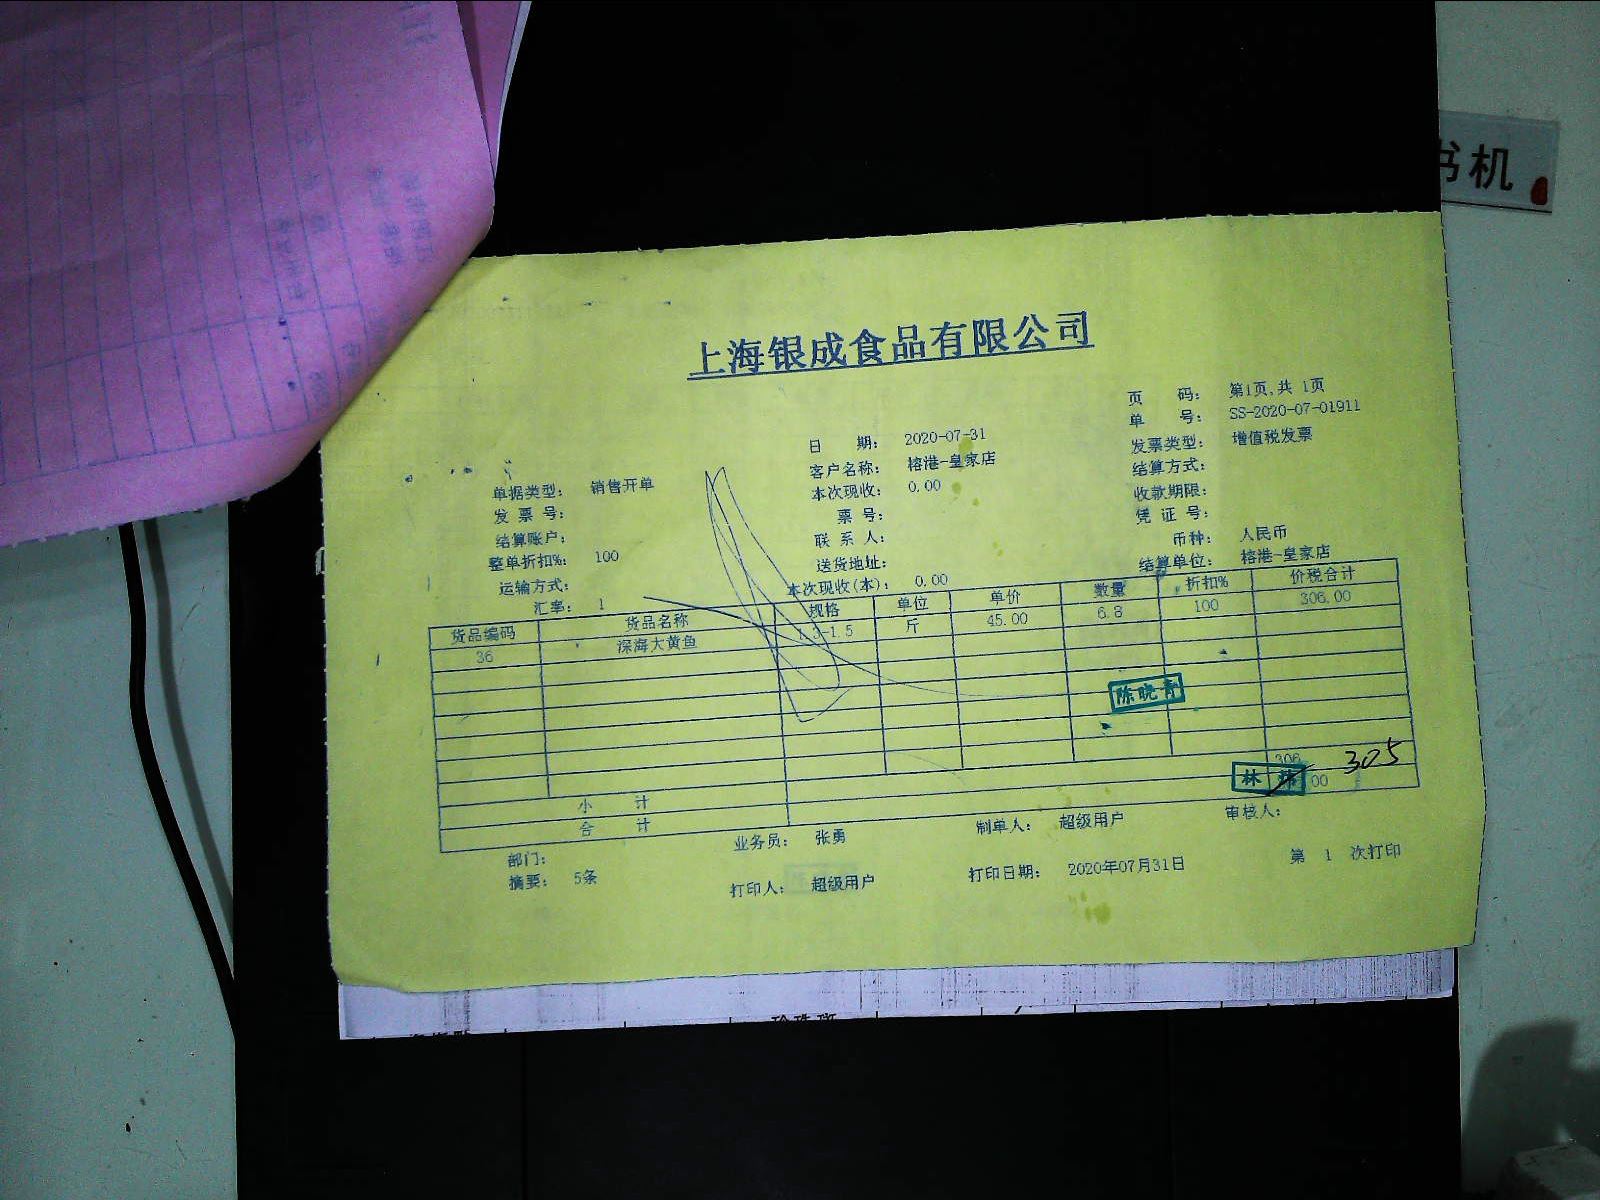 书机
上海银成食品有限公司
页 码： 第1页,共 1页
单 号： SS-2020-07-01911
日 期： 2020-07-31 发票类型： 增值税发票
单据类型： 销售开单 客户名称： 榕港-皇家店 结算方式：
发 票 号： 本次现收： 0.00 收款期限：
结算账户： 票 号： 凭 证 号：
整单折扣%： 100 联 系 人： 币种： 人民币
运输方式： 送货地址： 结算单位： 榕港-皇家店
汇率： 1 本次现收(本)： 0.00
货品编码 货品名称 规格 单位 单价 数量 折扣% 价税合计
36 深海大黄鱼 -1.5 斤 45.00 6.8 100 306.00
陈晓青
小 计 306
合 计 林 00 305
部门： 业务员： 张勇 制单人： 超级用户 审核人：
摘要： 5条 打印人： 超级用户 打印日期： 2020年07月31日 第 1 次打印
珍珠斑